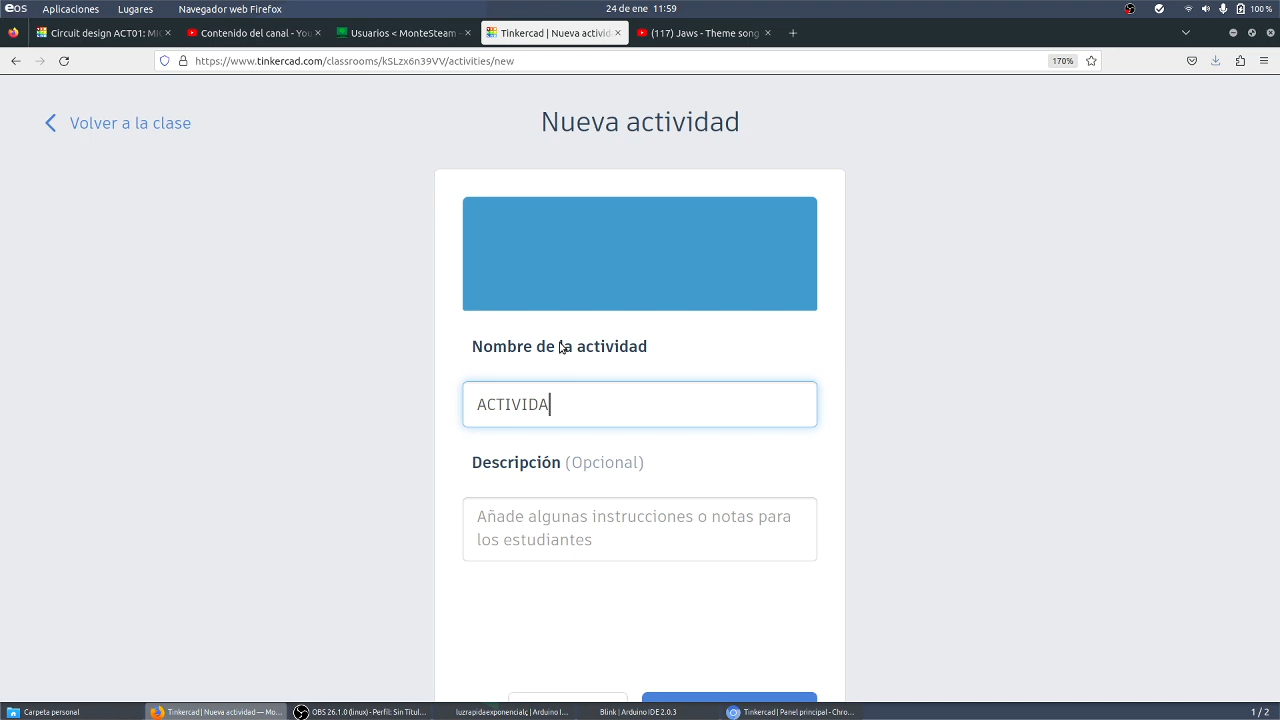 eos Aplicaciones Lugares Navegador web Firefox 24 de ene 11:59 100 %
Circuit design ACT01: MIC Contenido del canal - You Usuarios < MonteSteam - Tinkercad | Nueva activid (117) Jaws - Theme song
https://www.tinkercad.com/classrooms/kSLzx6n39VV/activities/new 170%
Volver a la clase
Nueva actividad
Nombre de la actividad
ACTIVIDA
Descripción (Opcional)
Añade algunas instrucciones o notas para
los estudiantes
Carpeta personal Tinkercad | Nueva actividad — Mo... OBS 26.1.0 (linux) - Perfil: Sin Títul... luzrapidaexponencialç | Arduino I... Blink | Arduino IDE 2.0.3 Tinkercad | Panel principal - Chro... 1 / 2